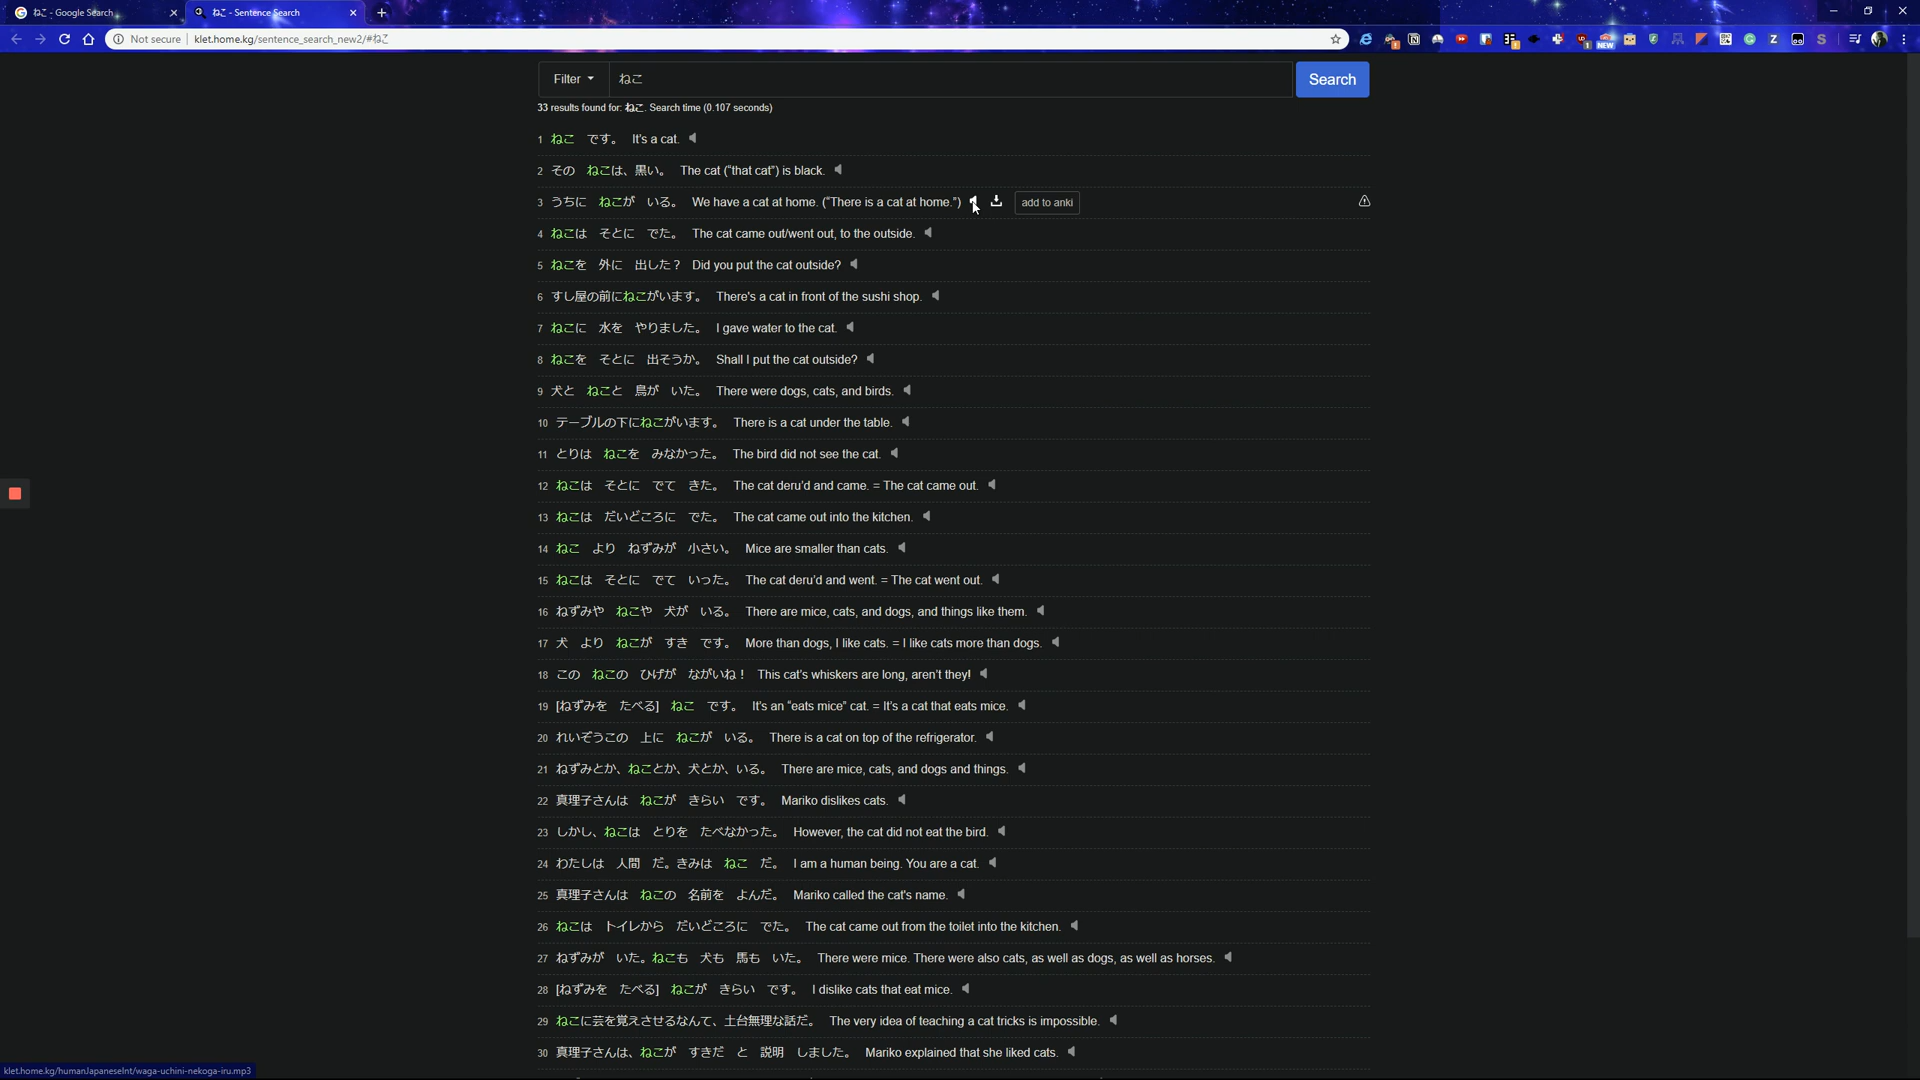 ねこ - Google Search
ねこ - Sentence Search
Not secure klet.home.kg/sentence_search_new2/#ねこ
Filter ねこ Search
33 results found for: ねこ. Search time (0.107 seconds)
1 ねこ です。 It's a cat.
2 その ねこは、黒い。 The cat (“that cat”) is black.
3 うちに ねこが いる。 We have a cat at home. (“There is a cat at home.”) add to anki
4 ねこは そとに でた。 The cat came out/went out, to the outside.
5 ねこを 外に 出した？ Did you put the cat outside?
6 すし屋の前にねこがいます。 There's a cat in front of the sushi shop.
7 ねこに 水を やりました。 I gave water to the cat.
8 ねこを そとに 出そうか。 Shall I put the cat outside?
9 犬と ねこと 鳥が いた。 There were dogs, cats, and birds.
10 テーブルの下にねこがいます。 There is a cat under the table.
11 とりは ねこを みなかった。 The bird did not see the cat.
12 ねこは そとに でて きた。 The cat deru'd and came. = The cat came out.
13 ねこは だいどころに でた。 The cat came out into the kitchen.
14 ねこ より ねずみが 小さい。 Mice are smaller than cats.
15 ねこは そとに でて いった。 The cat deru'd and went. = The cat went out.
16 ねずみや ねこや 犬が いる。 There are mice, cats, and dogs, and things like them.
17 犬 より ねこが すき です。 More than dogs, I like cats. = I like cats more than dogs.
18 この ねこの ひげが ながいね！ This cat's whiskers are long, aren't they!
19 [ねずみを たべる] ねこ です。 It's an “eats mice” cat. = It's a cat that eats mice.
20 れいぞうこの 上に ねこが いる。 There is a cat on top of the refrigerator.
21 ねずみとか、ねことか、犬とか、いる。 There are mice, cats, and dogs and things.
22 真理子さんは ねこが きらい です。 Mariko dislikes cats.
23 しかし、ねこは とりを たべなかった。 However, the cat did not eat the bird.
24 わたしは 人間 だ。きみは ねこ だ。 I am a human being. You are a cat.
25 真理子さんは ねこの 名前を よんだ。 Mariko called the cat's name.
26 ねこは トイレから だいどころに でた。 The cat came out from the toilet into the kitchen.
27 ねずみが いた。ねこも 犬も 馬も いた。 There were mice. There were also cats, as well as dogs, as well as horses.
28 [ねずみを たべる] ねこが きらい です。 I dislike cats that eat mice.
29 ねこに芸を覚えさせるなんて、土台無理な話だ。 The very idea of teaching a cat tricks is impossible.
30 真理子さんは、ねこが すきだ と 説明 しました。 Mariko explained that she liked cats.
klet.home.kg/humanJapaneseInt/waga-uchini-nekoga-iru.mp3